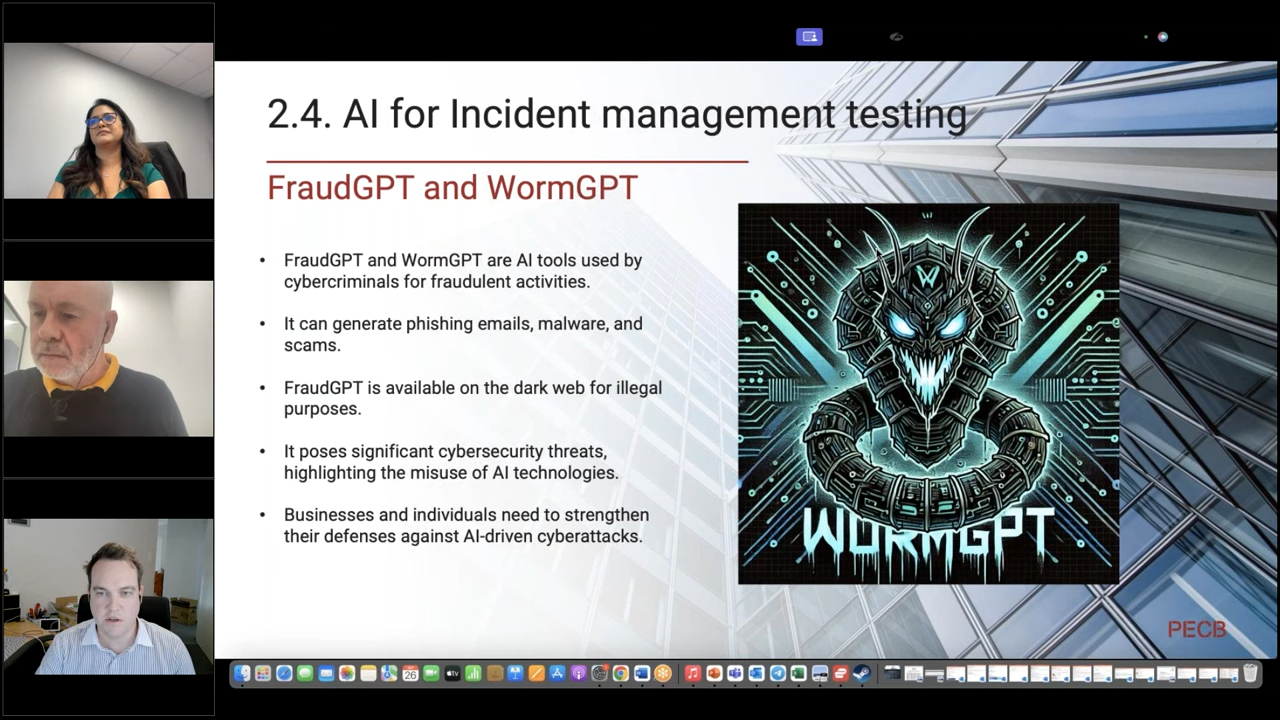 2.4. AI for Incident management testing
FraudGPT and WormGPT
• FraudGPT and WormGPT are AI tools used by
cybercriminals for fraudulent activities.
• It can generate phishing emails, malware, and
scams.
• FraudGPT is available on the dark web for illegal
purposes.
• It poses significant cybersecurity threats,
highlighting the misuse of AI technologies.
• Businesses and individuals need to strengthen
their defenses against AI-driven cyberattacks.
W
WORMGPT
PECB
26
tv